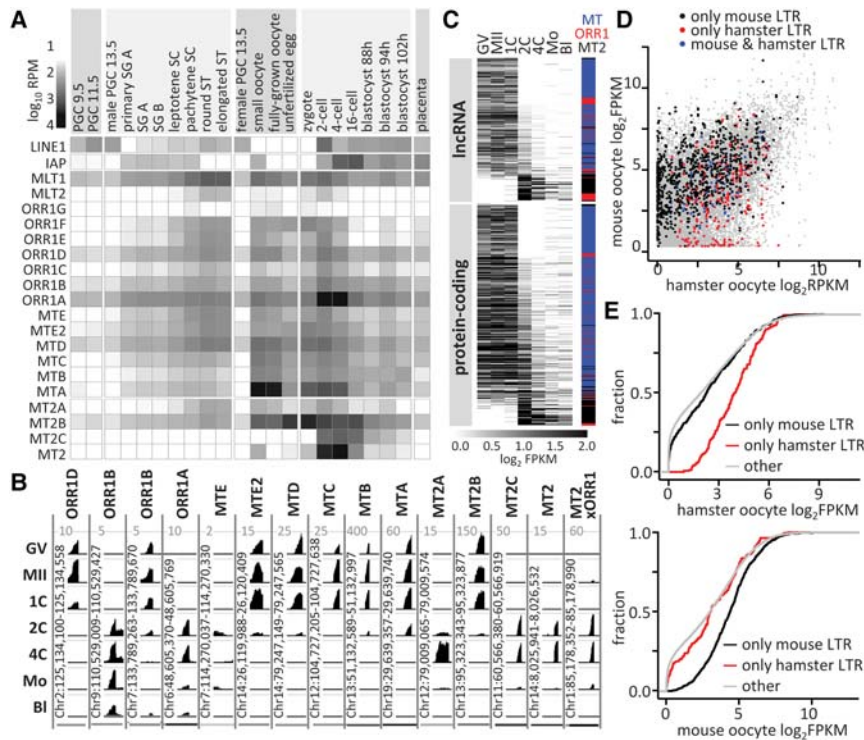 A
log10 RPM
1
2
3
4
PGC 9.5
PGC 11.5
male PGC 13.5
primary SG A
SG A
SG B
leptotene SC
pachytene SC
round ST
elongated ST
female PGC 13.5
small oocyte
fully-grown oocyte
unfertilized egg
zygote
2-cell
4-cell
16-cell
blastocyst 88h
blastocyst 94h
blastocyst 102h
placenta
LINE1
IAP
MLT1
MLT2
ORR1G
ORR1F
ORR1E
ORR1D
ORR1C
ORR1B
ORR1A
MTE
MTE2
MTD
MTC
MTB
MTA
MT2A
MT2B
MT2C
MT2
B
ORR1D
ORR1B
ORR1B
ORR1A
MTE
MTE2
MTD
MTC
MTB
MTA
MT2A
MT2B
MT2C
MT2
MT2 xORR1
10 5 5 10 2 15 25 25 400 60 15 150 15 15 60
GV
MII
1C
2C
4C
Mo
Bl
Chr2:125,134,100-125,134,558
Chr9:110,529,009-110,529,427
Chr7:133,789,263-133,789,670
Chr6:48,605,370-48,605,769
Chr7:114,270,037-114,270,330
Chr14:26,119,988-26,120,409
Chr14:79,247,149-79,247,565
Chr12:104,727,205-104,727,638
Chr13:51,132,589-51,132,997
Chr19:29,639,357-29,639,740
Chr12:79,009,065-79,009,574
Chr13:95,323,343-95,323,877
Chr11:60,566,380-60,566,919
Chr14:8,025,941-8,026,532
Chr1:85,178,352-85,178,990
C
GV
MII
1C
2C
4C
Mo
Bl
MT
ORR1
MT2
lncRNA
protein-coding
0.0 0.5 1.0 1.5 2.0
log2 FPKM
D
only mouse LTR
only hamster LTR
mouse & hamster LTR
mouse oocyte log2FPKM
12.5
10
7.5
5
2.5
0
0 2.5 5 7.5 10 12.5
hamster oocyte log2RPKM
E
1.0
0.5
0.0
fraction
only mouse LTR
only hamster LTR
other
0 3 6 9
hamster oocyte log2FPKM
1.0
0.5
0.0
fraction
only mouse LTR
only hamster LTR
other
0 5 10
mouse oocyte log2FPKM